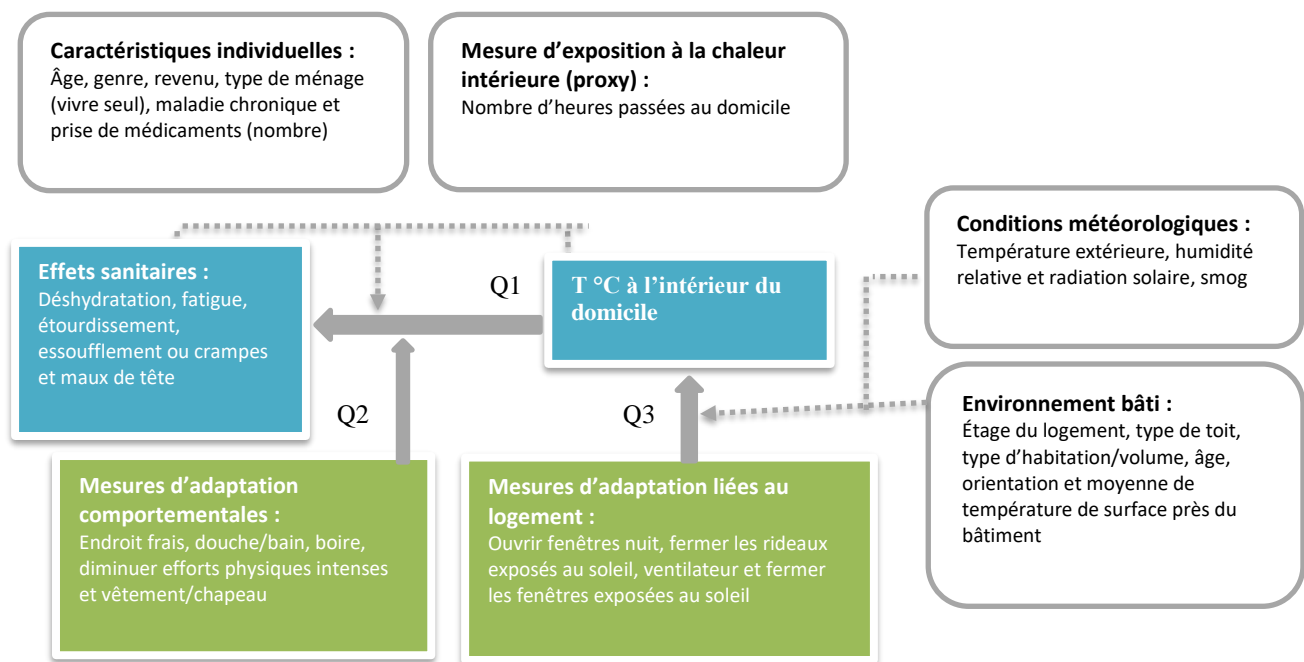 Caractéristiques individuelles :
Âge, genre, revenu, type de ménage
(vivre seul), maladie chronique et
prise de médicaments (nombre)
Mesure d’exposition à la chaleur
intérieure (proxy) :
Nombre d’heures passées au domicile
Conditions météorologiques :
Température extérieure, humidité
relative et radiation solaire, smog
Effets sanitaires :
Déshydratation, fatigue,
étourdissement,
essoufflement ou crampes
et maux de tête
Q1
T °C à l’intérieur du
domicile
Q2
Q3
Environnement bâti :
Étage du logement, type de toit,
type d’habitation/volume, âge,
orientation et moyenne de
température de surface près du
bâtiment
Mesures d’adaptation
comportementales :
Endroit frais, douche/bain, boire,
diminuer efforts physiques intenses
et vêtement/chapeau
Mesures d’adaptation liées au
logement :
Ouvrir fenêtres nuit, fermer les rideaux
exposés au soleil, ventilateur et fermer
les fenêtres exposées au soleil